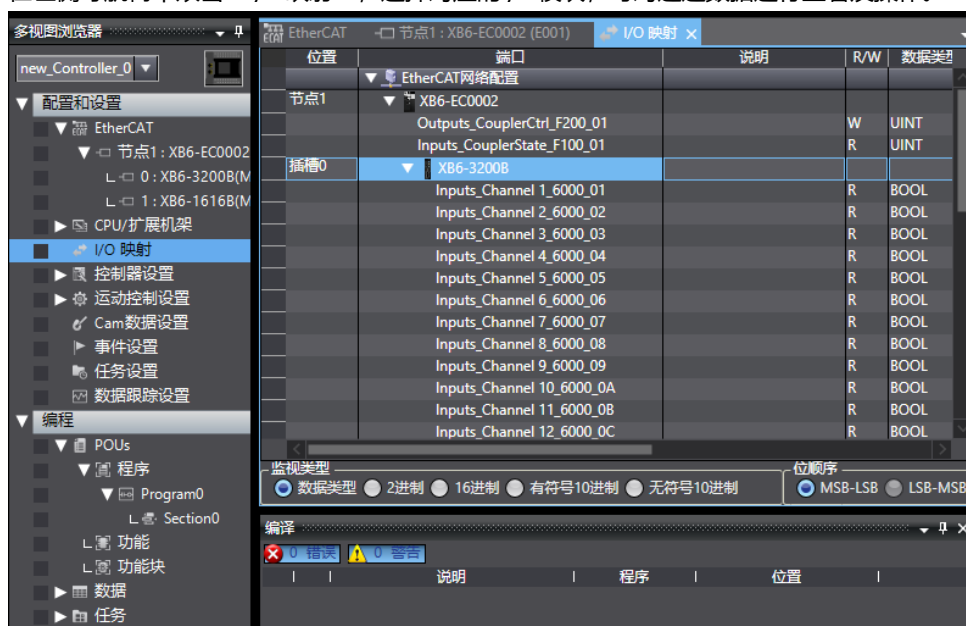 多视图浏览器
new_Controller_0
配置和设置
EtherCAT
节点1 : XB6-EC0002
0 : XB6-3200B(M
1 : XB6-1616B(M
CPU/扩展机架
I/O 映射
控制器设置
运动控制设置
Cam数据设置
事件设置
任务设置
数据跟踪设置
编程
POUs
程序
Program0
Section0
功能
功能块
数据
任务
EtherCAT 节点1 : XB6-EC0002 (E001) I/O 映射
位置 端口 说明 R/W 数据类型
EtherCAT网络配置
节点1 XB6-EC0002
Outputs_CouplerCtrl_F200_01 W UINT
Inputs_CouplerState_F100_01 R UINT
插槽0 XB6-3200B
Inputs_Channel 1_6000_01 R BOOL
Inputs_Channel 2_6000_02 R BOOL
Inputs_Channel 3_6000_03 R BOOL
Inputs_Channel 4_6000_04 R BOOL
Inputs_Channel 5_6000_05 R BOOL
Inputs_Channel 6_6000_06 R BOOL
Inputs_Channel 7_6000_07 R BOOL
Inputs_Channel 8_6000_08 R BOOL
Inputs_Channel 9_6000_09 R BOOL
Inputs_Channel 10_6000_0A R BOOL
Inputs_Channel 11_6000_0B R BOOL
Inputs_Channel 12_6000_0C R BOOL
监视类型 位顺序
数据类型 2进制 16进制 有符号10进制 无符号10进制 MSB-LSB LSB-MSB
编译
0 错误 0 警告
说明 程序 位置